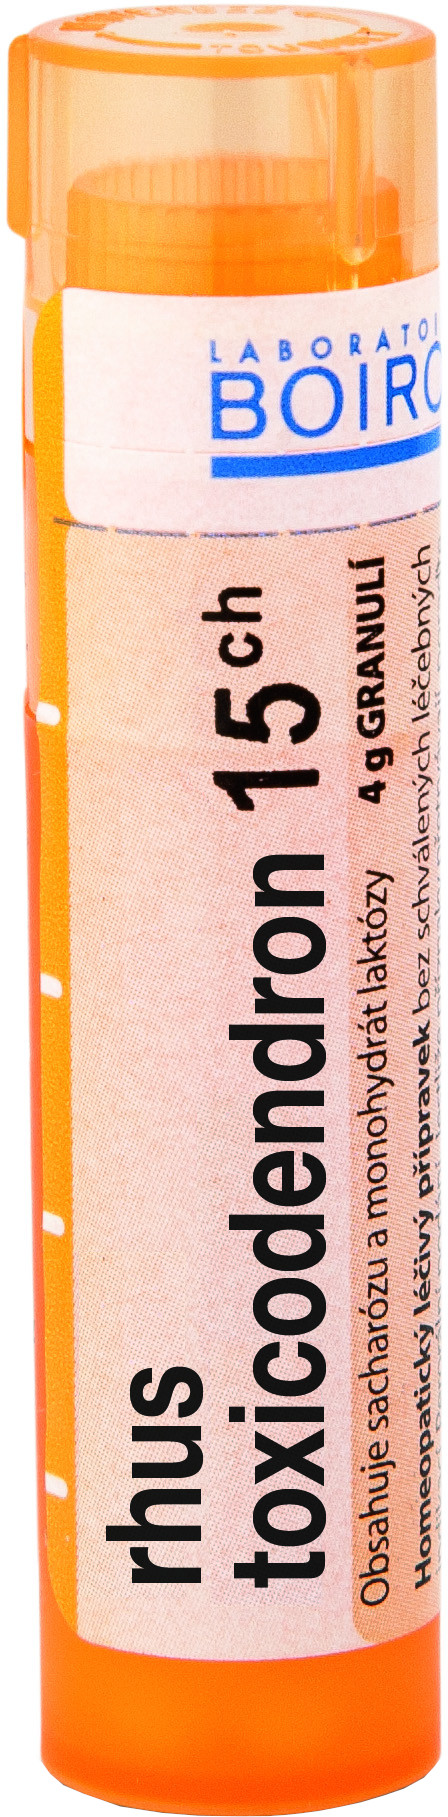 LABORATOI
BOIRO
rhus
toxicodendron 15 ch
4 g GRANULÍ
Obsahuje sacharózu a monohydrát laktózy
Homeopatický léčivý přípravek bez schválených léčebných